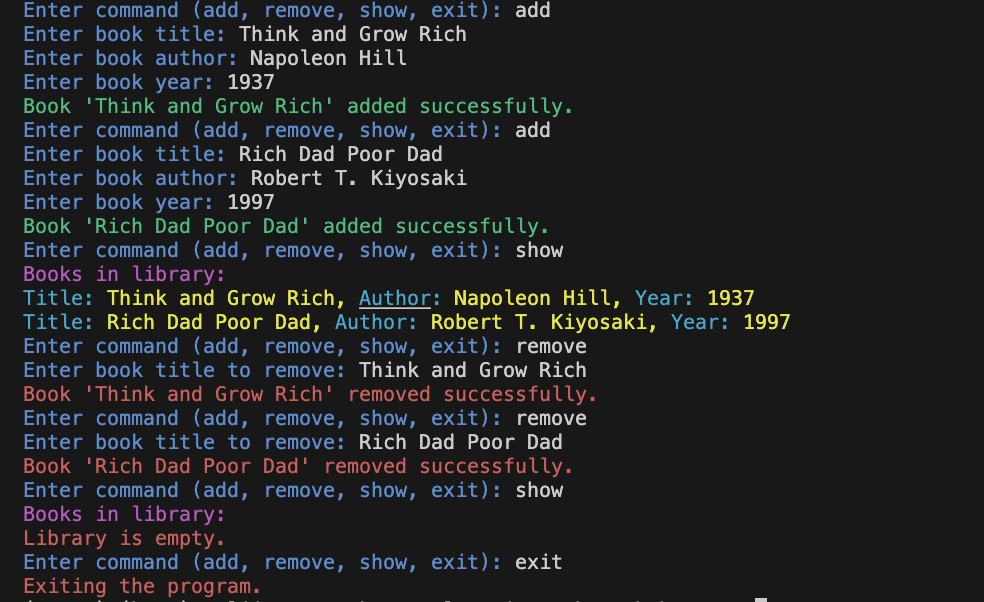 Enter command (add, remove, show, exit): add
Enter book title: Think and Grow Rich
Enter book author: Napoleon Hill
Enter book year: 1937
Book 'Think and Grow Rich' added successfully.
Enter command (add, remove, show, exit): add
Enter book title: Rich Dad Poor Dad
Enter book author: Robert T. Kiyosaki
Enter book year: 1997
Book 'Rich Dad Poor Dad' added successfully.
Enter command (add, remove, show, exit): show
Books in library:
Title: Think and Grow Rich, Author: Napoleon Hill, Year: 1937
Title: Rich Dad Poor Dad, Author: Robert T. Kiyosaki, Year: 1997
Enter command (add, remove, show, exit): remove
Enter book title to remove: Think and Grow Rich
Book 'Think and Grow Rich' removed successfully.
Enter command (add, remove, show, exit): remove
Enter book title to remove: Rich Dad Poor Dad
Book 'Rich Dad Poor Dad' removed successfully.
Enter command (add, remove, show, exit): show
Books in library:
Library is empty.
Enter command (add, remove, show, exit): exit
Exiting the program.